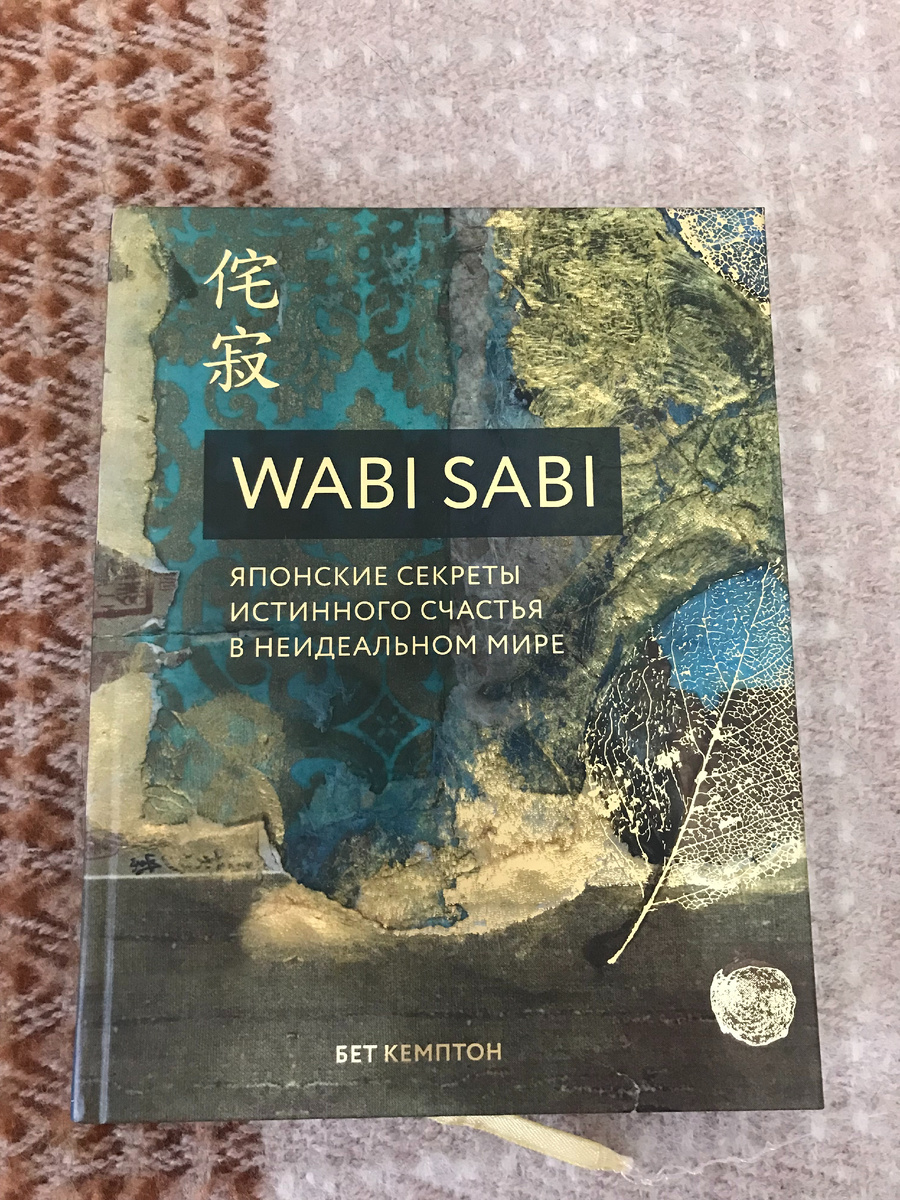 侘
寂
WABI SABI
ЯПОНСКИЕ СЕКРЕТЫ
ИСТИННОГО СЧАСТЬЯ
В НЕИДЕАЛЬНОМ МИРЕ
БЕТ КЕМПТОН